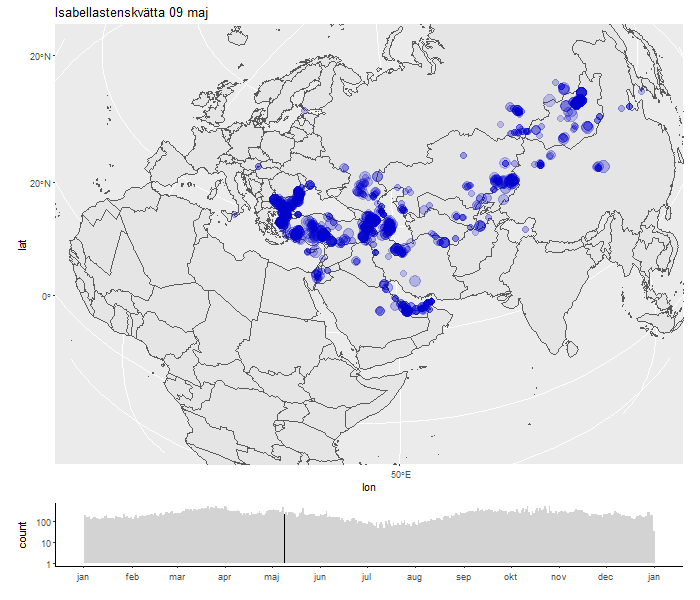 Isabellastenskvätta 09 maj
20°N
20°N
0°
lat
50°E
lon
count
100
10
1
jan feb mar apr maj jun jul aug sep okt nov dec jan